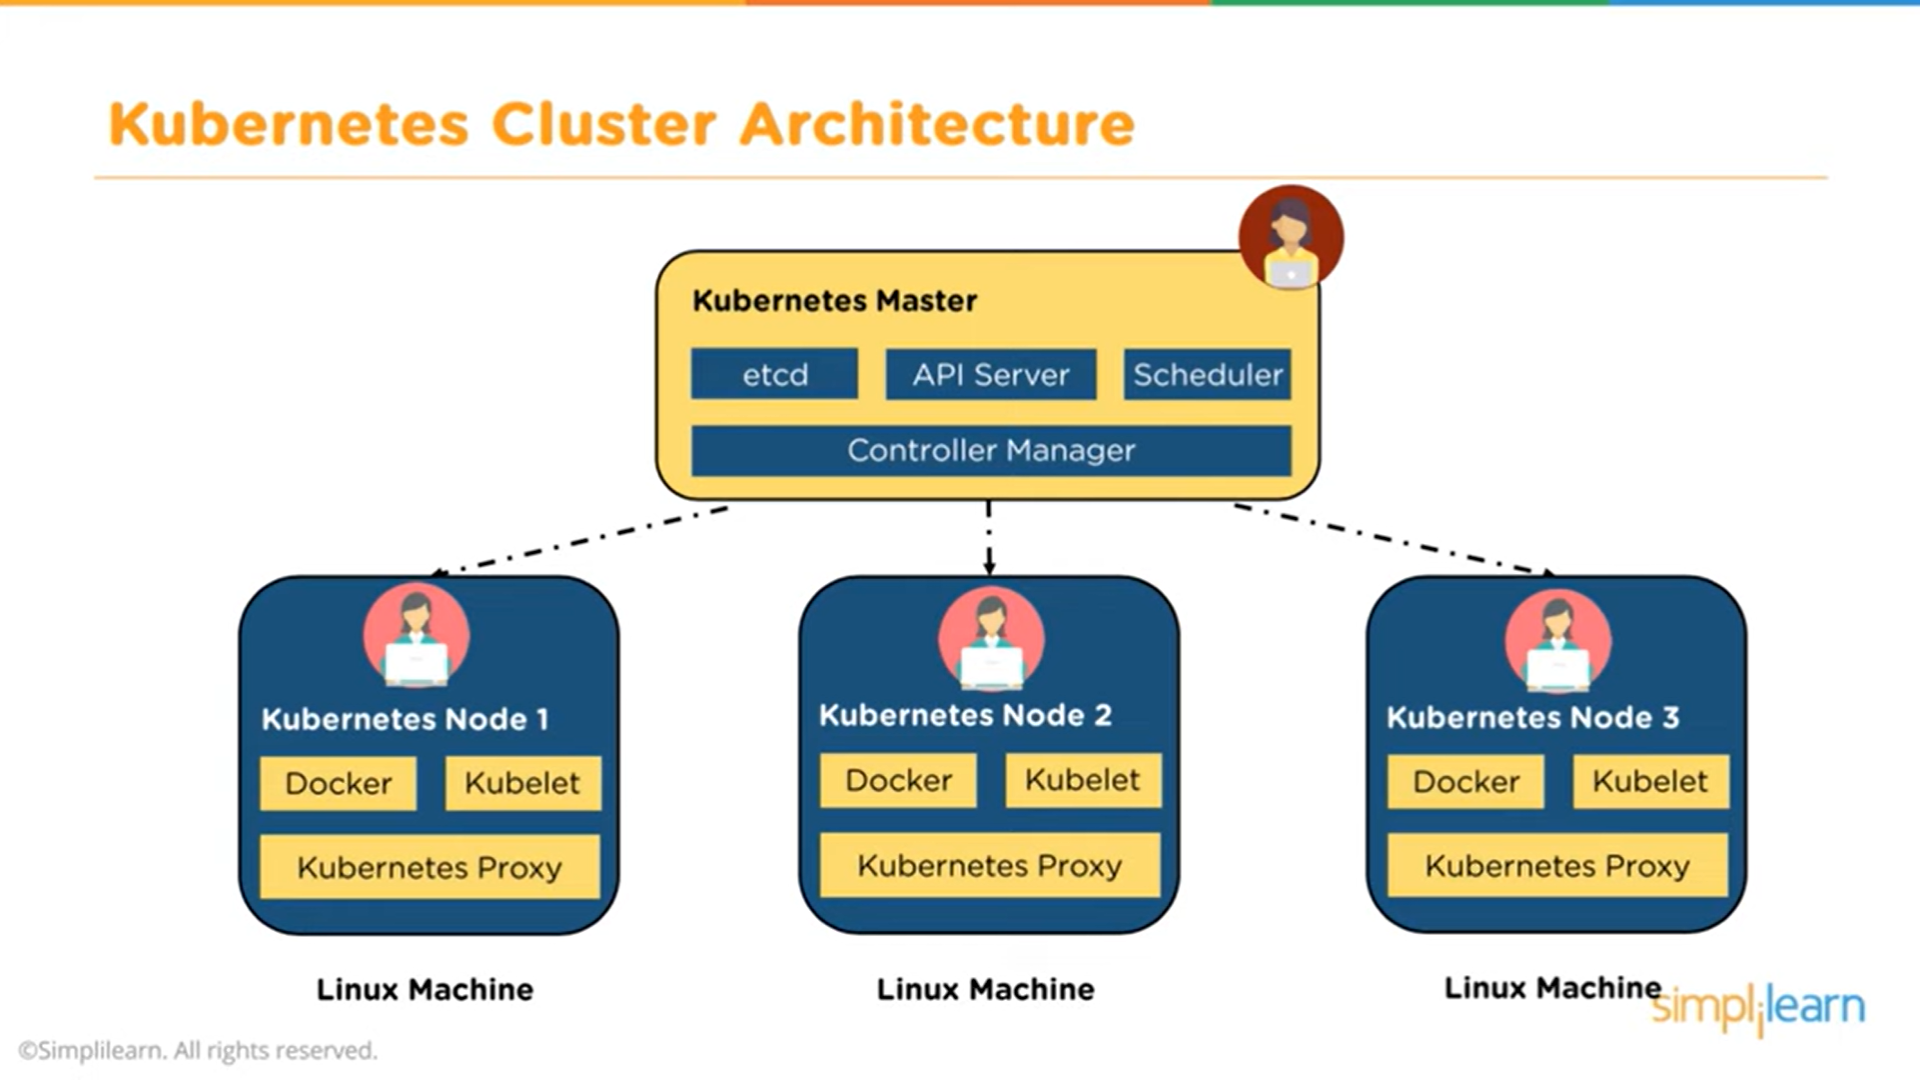 Kubernetes Cluster Architecture
Kubernetes Master
etcd
API Server
Scheduler
Controller Manager
Kubernetes Node 1
Docker
Kubelet
Kubernetes Proxy
Linux Machine
Kubernetes Node 2
Docker
Kubelet
Kubernetes Proxy
Linux Machine
Kubernetes Node 3
Docker
Kubelet
Kubernetes Proxy
Linux Machine
simplilearn
©Simplilearn. All rights reserved.